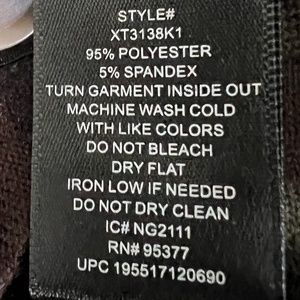 STYLE#
XT3138K1
95% POLYESTER
5% SPANDEX
TURN GARMENT INSIDE OUT
MACHINE WASH COLD
WITH LIKE COLORS
DO NOT BLEACH
DRY FLAT
IRON LOW IF NEEDED
DO NOT DRY CLEAN
IC# NG2111
RN# 95377
UPC 195517120690